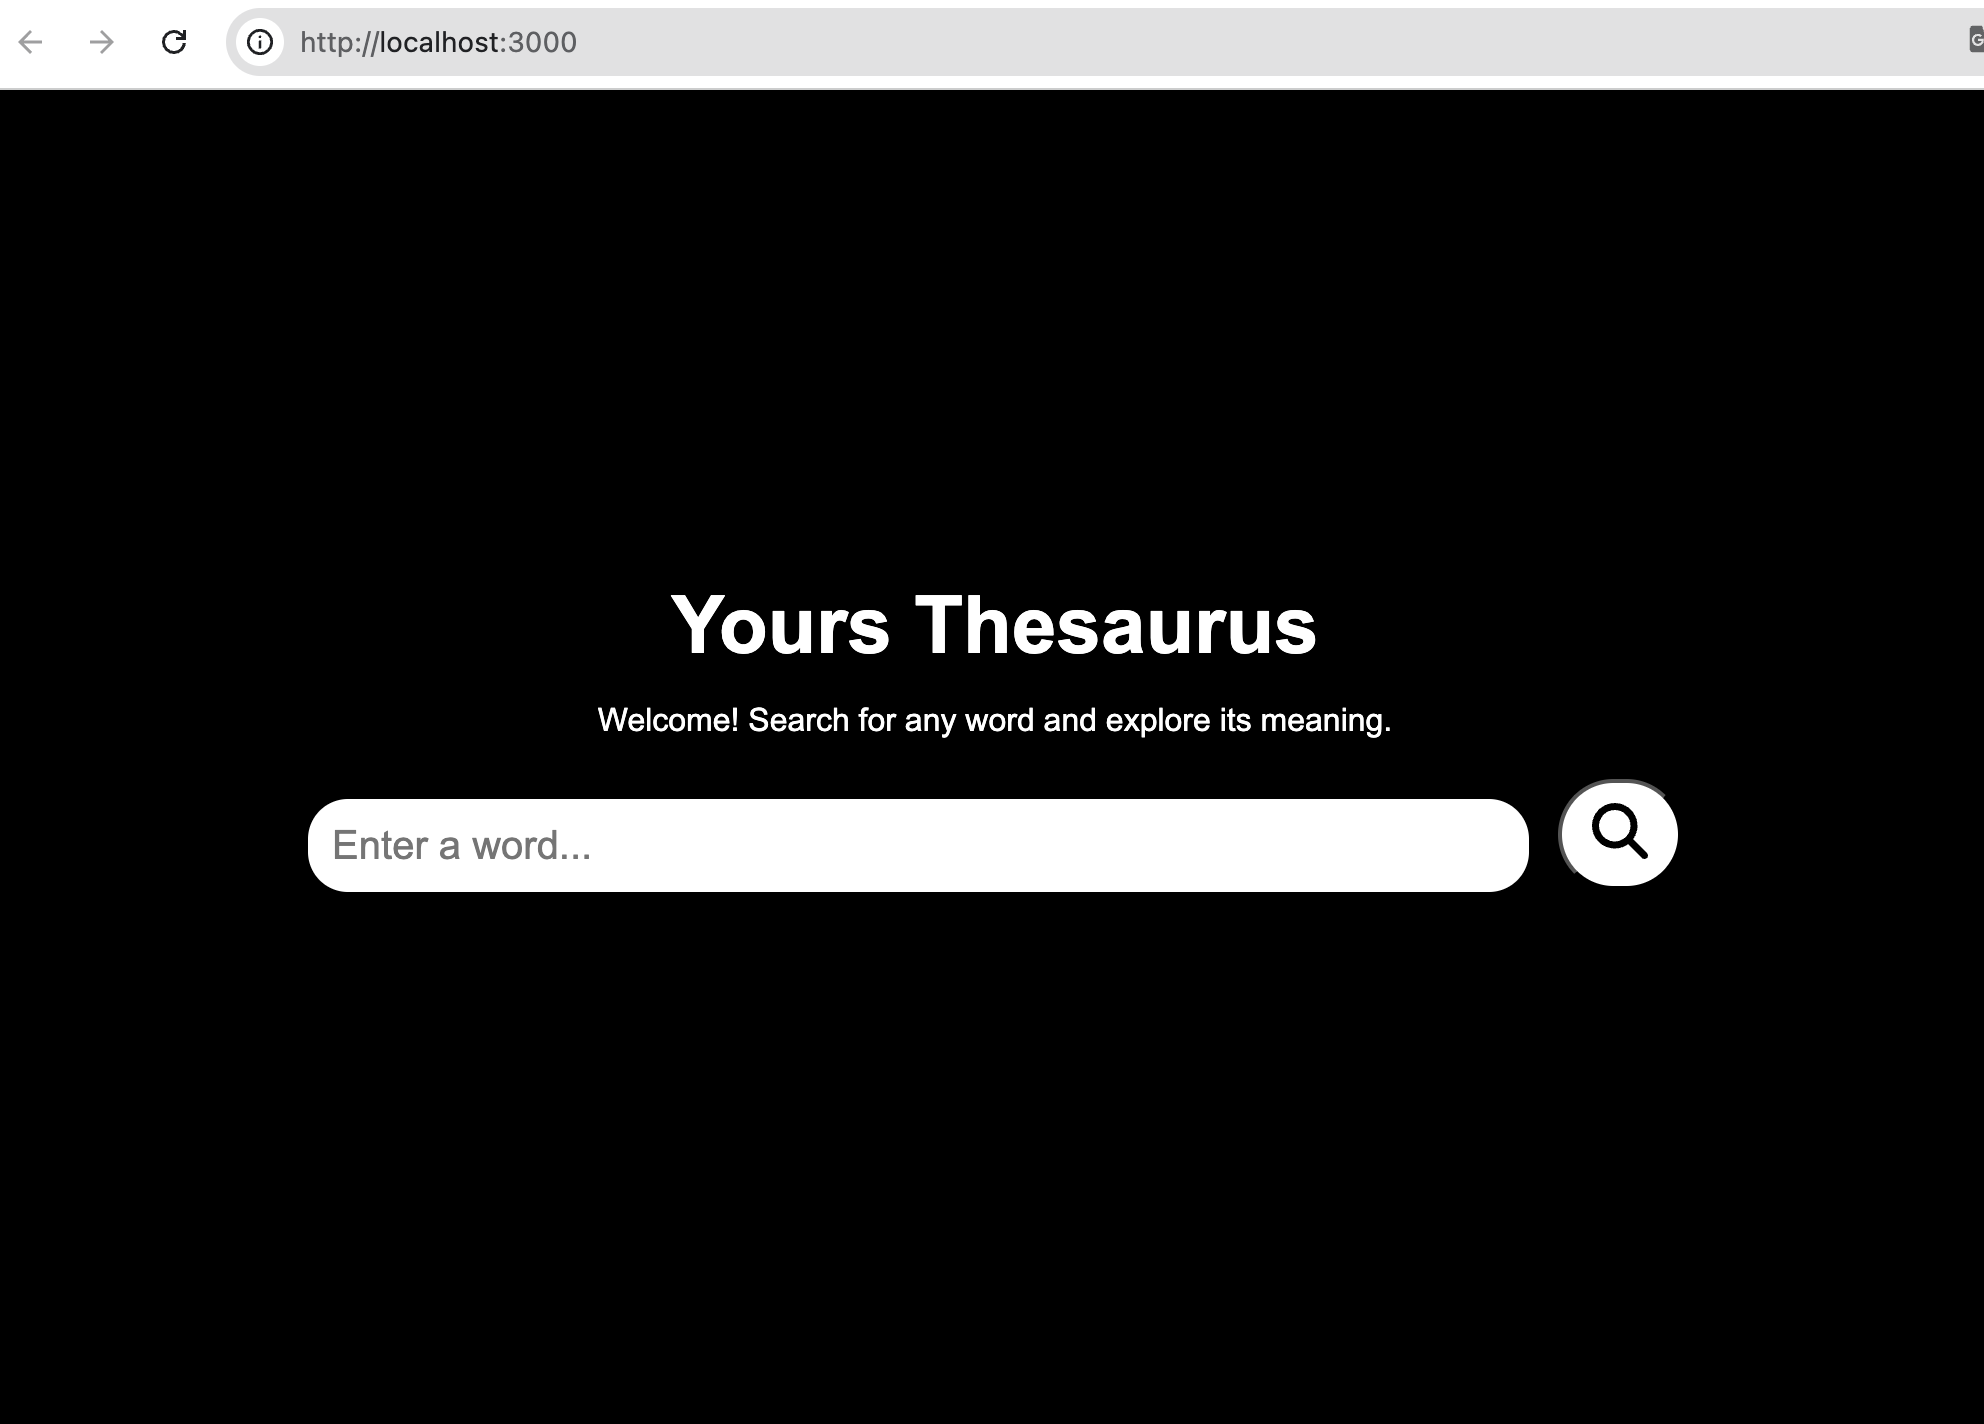 http://localhost:3000
Yours Thesaurus
Welcome! Search for any word and explore its meaning.
Enter a word...